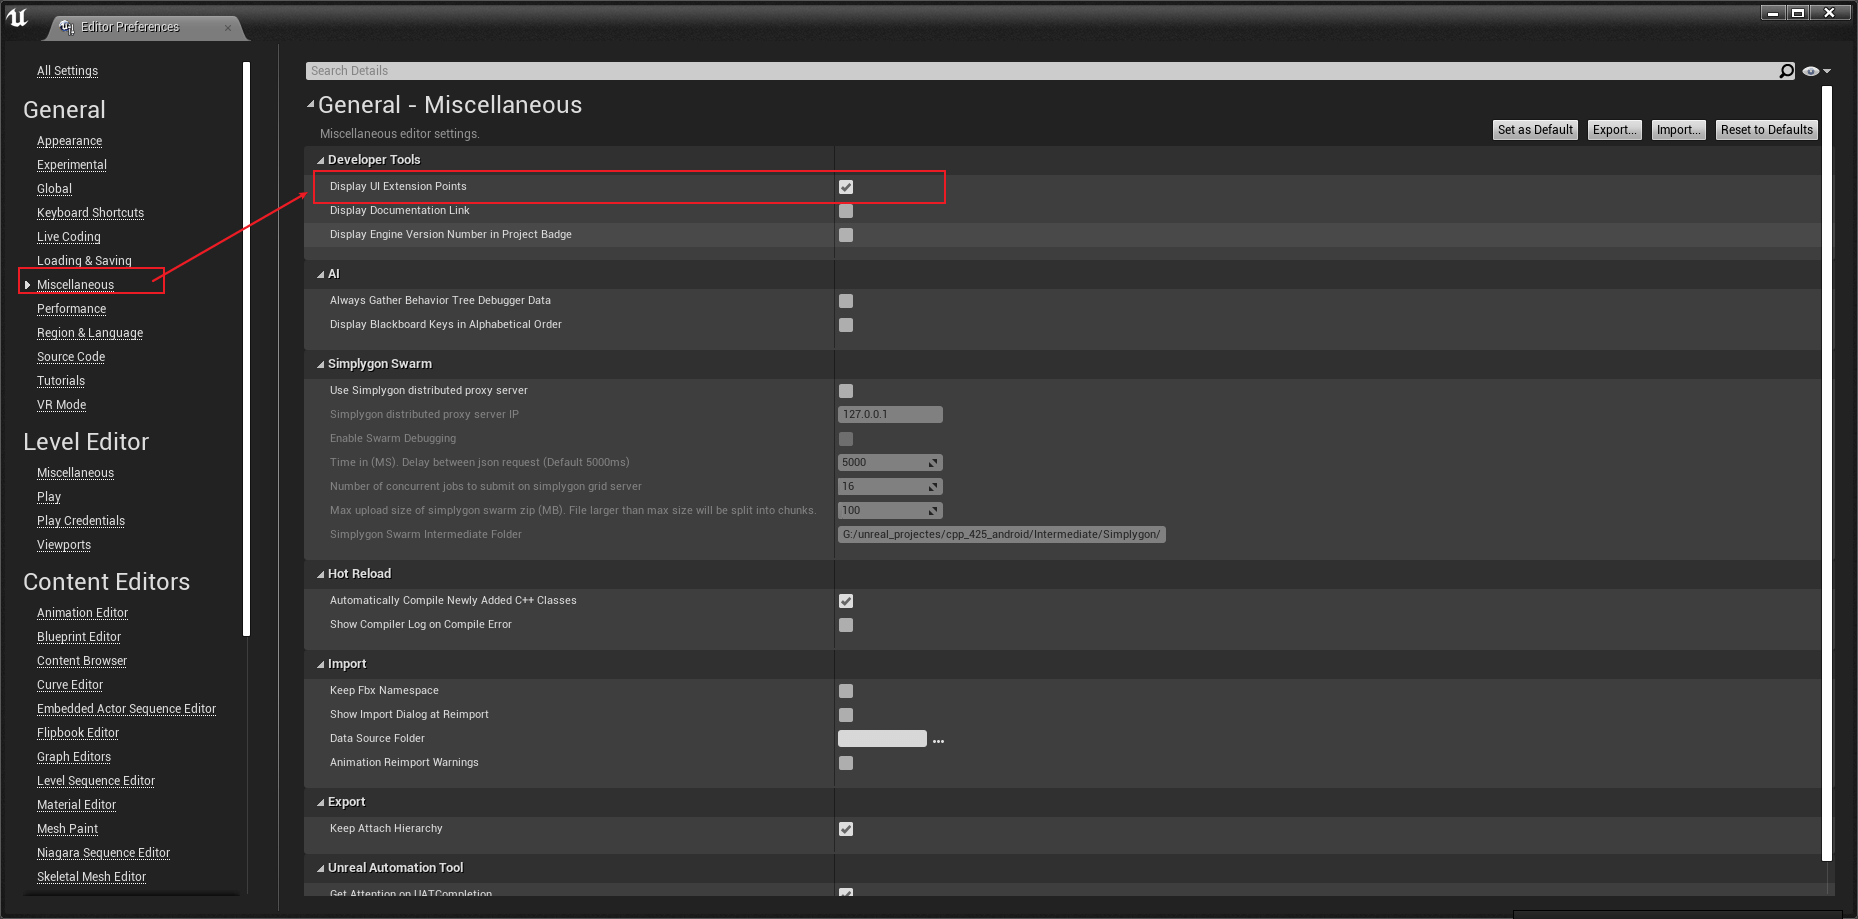 Editor Preferences
All Settings
General
Appearance
Experimental
Global
Keyboard Shortcuts
Live Coding
Loading & Saving
Miscellaneous
Performance
Region & Language
Source Code
Tutorials
VR Mode
Level Editor
Miscellaneous
Play
Play Credentials
Viewports
Content Editors
Animation Editor
Blueprint Editor
Content Browser
Curve Editor
Embedded Actor Sequence Editor
Flipbook Editor
Graph Editors
Level Sequence Editor
Material Editor
Mesh Paint
Niagara Sequence Editor
Skeletal Mesh Editor
Search Details
General - Miscellaneous
Miscellaneous editor settings.
Set as Default Export... Import... Reset to Defaults
Developer Tools
Display UI Extension Points
Display Documentation Link
Display Engine Version Number in Project Badge
AI
Always Gather Behavior Tree Debugger Data
Display Blackboard Keys in Alphabetical Order
Simplygon Swarm
Use Simplygon distributed proxy server
Simplygon distributed proxy server IP 127.0.0.1
Enable Swarm Debugging
Time in (MS). Delay between json request (Default 5000ms) 5000
Number of concurrent jobs to submit on simplygon grid server 16
Max upload size of simplygon swarm zip (MB). File larger than max size will be split into chunks. 100
Simplygon Swarm Intermediate Folder G:/unreal_projectes/cpp_425_android/Intermediate/Simplygon/
Hot Reload
Automatically Compile Newly Added C++ Classes
Show Compiler Log on Compile Error
Import
Keep Fbx Namespace
Show Import Dialog at Reimport
Data Source Folder ...
Animation Reimport Warnings
Export
Keep Attach Hierarchy
Unreal Automation Tool
Get Attention on UATCompletion